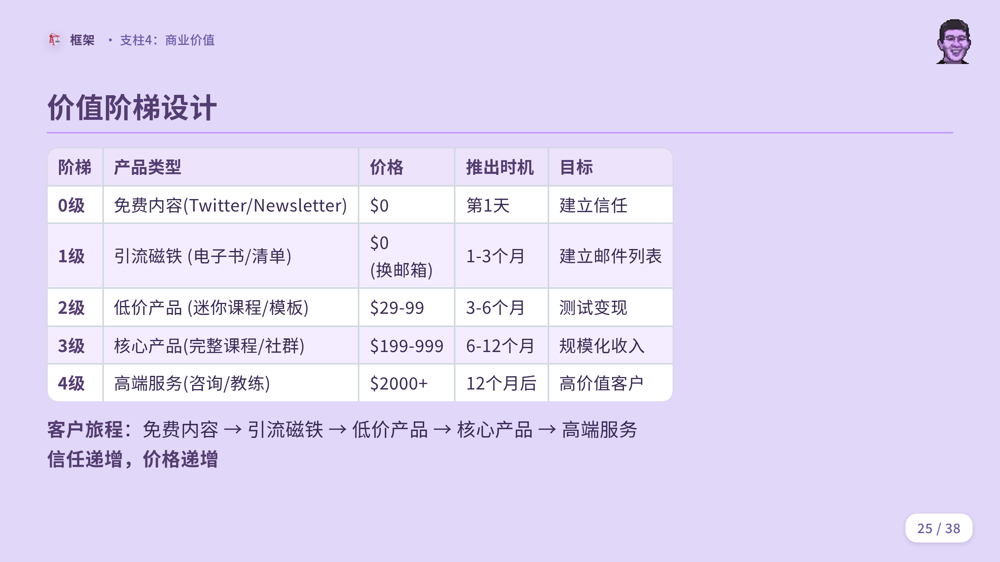 框架 • 支柱4：商业价值
价值阶梯设计
阶梯 产品类型 价格 推出时机 目标
0级 免费内容(Twitter/Newsletter) $0 第1天 建立信任
1级 引流磁铁 (电子书/清单) $0 (换邮箱) 1-3个月 建立邮件列表
2级 低价产品 (迷你课程/模板) $29-99 3-6个月 测试变现
3级 核心产品(完整课程/社群) $199-999 6-12个月 规模化收入
4级 高端服务(咨询/教练) $2000+ 12个月后 高价值客户
客户旅程：免费内容 → 引流磁铁 → 低价产品 → 核心产品 → 高端服务
信任递增，价格递增
25 / 38